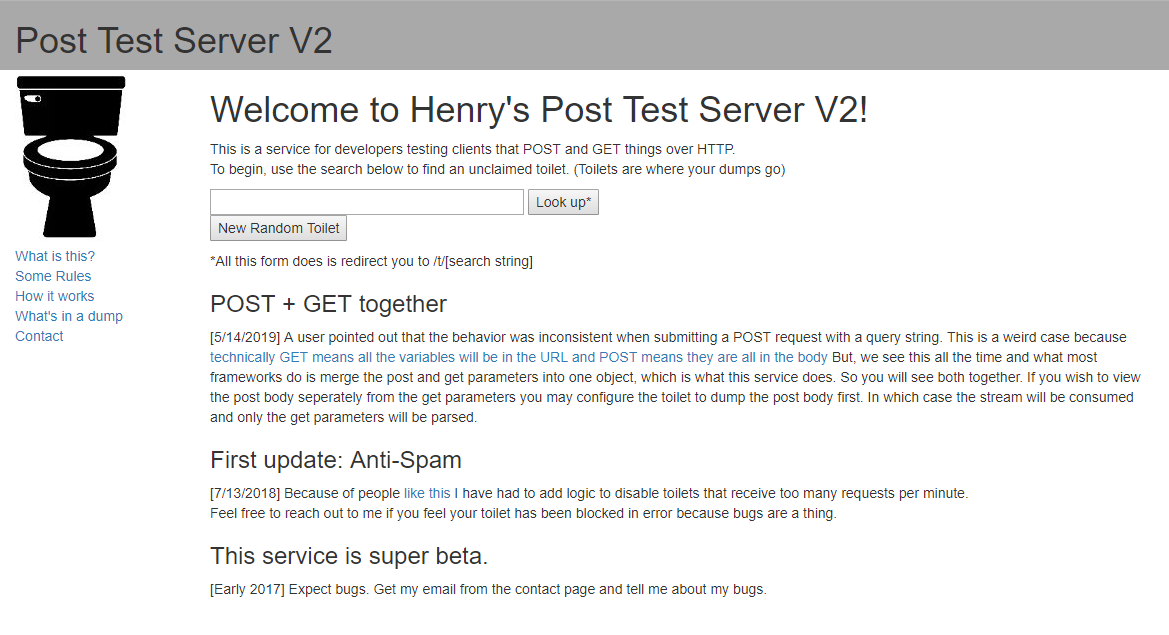 Post Test Server V2
What is this?
Some Rules
How it works
What's in a dump
Contact
Welcome to Henry's Post Test Server V2!
This is a service for developers testing clients that POST and GET things over HTTP.
To begin, use the search below to find an unclaimed toilet. (Toilets are where your dumps go)
Look up*
New Random Toilet
*All this form does is redirect you to /t/[search string]
POST + GET together
[5/14/2019] A user pointed out that the behavior was inconsistent when submitting a POST request with a query string. This is a weird case because
technically GET means all the variables will be in the URL and POST means they are all in the body But, we see this all the time and what most
frameworks do is merge the post and get parameters into one object, which is what this service does. So you will see both together. If you wish to view
the post body seperately from the get parameters you may configure the toilet to dump the post body first. In which case the stream will be consumed
and only the get parameters will be parsed.
First update: Anti-Spam
[7/13/2018] Because of people like this I have had to add logic to disable toilets that receive too many requests per minute.
Feel free to reach out to me if you feel your toilet has been blocked in error because bugs are a thing.
This service is super beta.
[Early 2017] Expect bugs. Get my email from the contact page and tell me about my bugs.